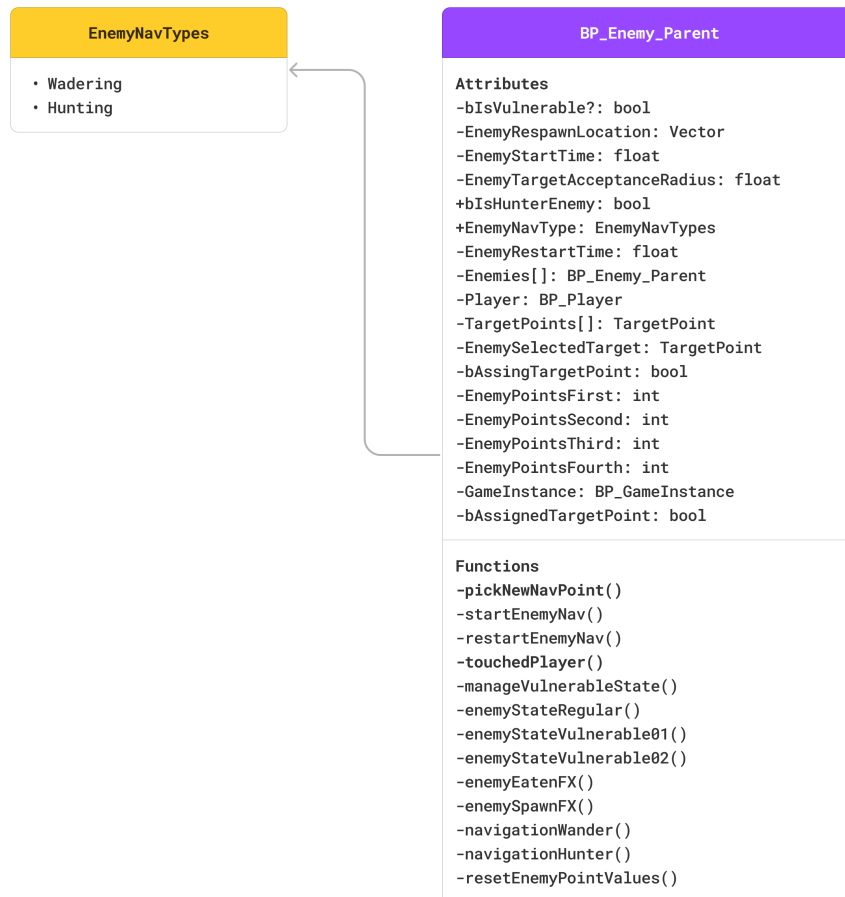 EnemyNavTypes
• Wadering
• Hunting
BP_Enemy_Parent
Attributes
-bIsVulnerable?: bool
-EnemyRespawnLocation: Vector
-EnemyStartTime: float
-EnemyTargetAcceptanceRadius: float
+bIsHunterEnemy: bool
+EnemyNavType: EnemyNavTypes
-EnemyRestartTime: float
-Enemies[]: BP_Enemy_Parent
-Player: BP_Player
-TargetPoints[]: TargetPoint
-EnemySelectedTarget: TargetPoint
-bAssingTargetPoint: bool
-EnemyPointsFirst: int
-EnemyPointsSecond: int
-EnemyPointsThird: int
-EnemyPointsFourth: int
-GameInstance: BP_GameInstance
-bAssignedTargetPoint: bool
Functions
-pickNewNavPoint()
-startEnemyNav()
-restartEnemyNav()
-touchedPlayer()
-manageVulnerableState()
-enemyStateRegular()
-enemyStateVulnerable01()
-enemyStateVulnerable02()
-enemyEatenFX()
-enemySpawnFX()
-navigationWander()
-navigationHunter()
-resetEnemyPointValues()